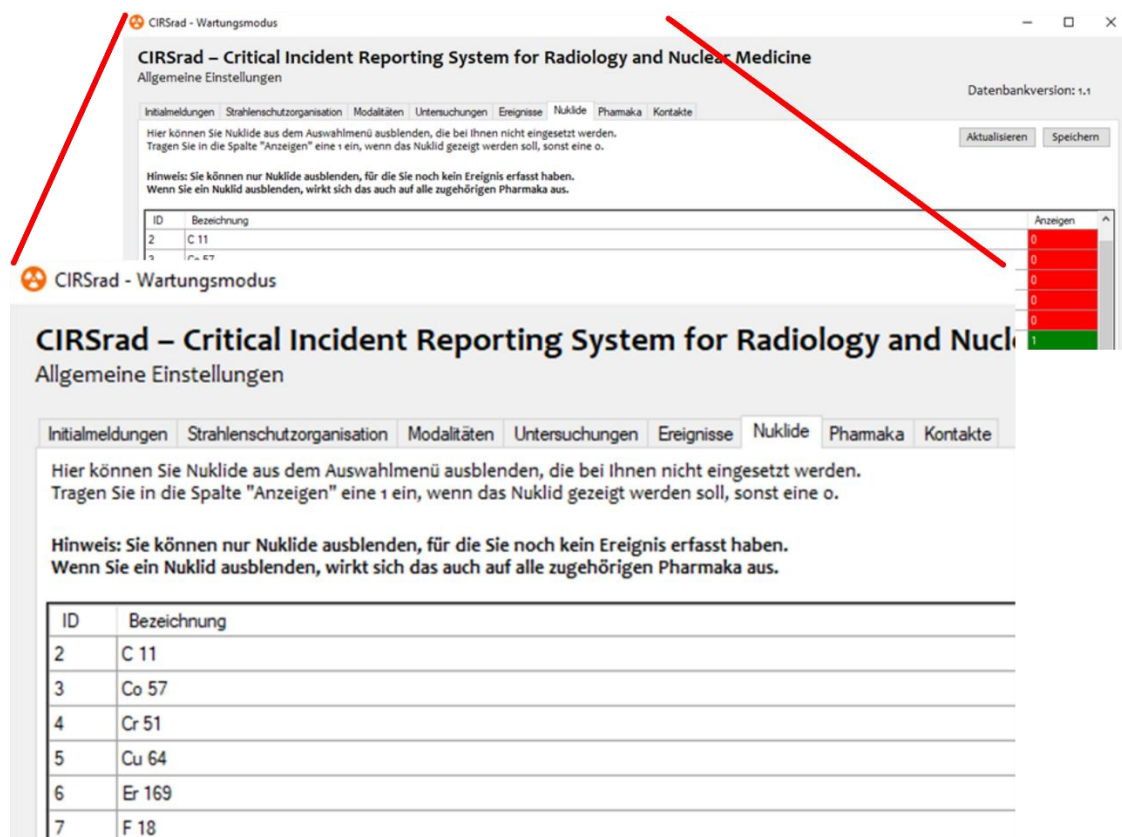 CIRSrad - Wartungsmodus
CIRSrad – Critical Incident Reporting System for Radiology and Nuclear Medicine
Allgemeine Einstellungen
Datenbankversion: 1.1
Initialmeldungen Strahlenschutzorganisation Modalitäten Untersuchungen Ereignisse Nuklide Pharmaka Kontakte
Hier können Sie Nuklide aus dem Auswahlmenü ausblenden, die bei Ihnen nicht eingesetzt werden.
Tragen Sie in die Spalte "Anzeigen" eine 1 ein, wenn das Nuklid gezeigt werden soll, sonst eine 0.
Aktualisieren Speichern
Hinweis: Sie können nur Nuklide ausblenden, für die Sie noch kein Ereignis erfasst haben.
Wenn Sie ein Nuklid ausblenden, wirkt sich das auch auf alle zugehörigen Pharmaka aus.
ID Bezeichnung Anzeigen
2 C 11 0
3 Co 57 0
0
0
0
1
CIRSrad - Wartungsmodus
CIRSrad – Critical Incident Reporting System for Radiology and Nucl
Allgemeine Einstellungen
Initialmeldungen Strahlenschutzorganisation Modalitäten Untersuchungen Ereignisse Nuklide Pharmaka Kontakte
Hier können Sie Nuklide aus dem Auswahlmenü ausblenden, die bei Ihnen nicht eingesetzt werden.
Tragen Sie in die Spalte "Anzeigen" eine 1 ein, wenn das Nuklid gezeigt werden soll, sonst eine 0.
Hinweis: Sie können nur Nuklide ausblenden, für die Sie noch kein Ereignis erfasst haben.
Wenn Sie ein Nuklid ausblenden, wirkt sich das auch auf alle zugehörigen Pharmaka aus.
ID Bezeichnung
2 C 11
3 Co 57
4 Cr 51
5 Cu 64
6 Er 169
7 F 18